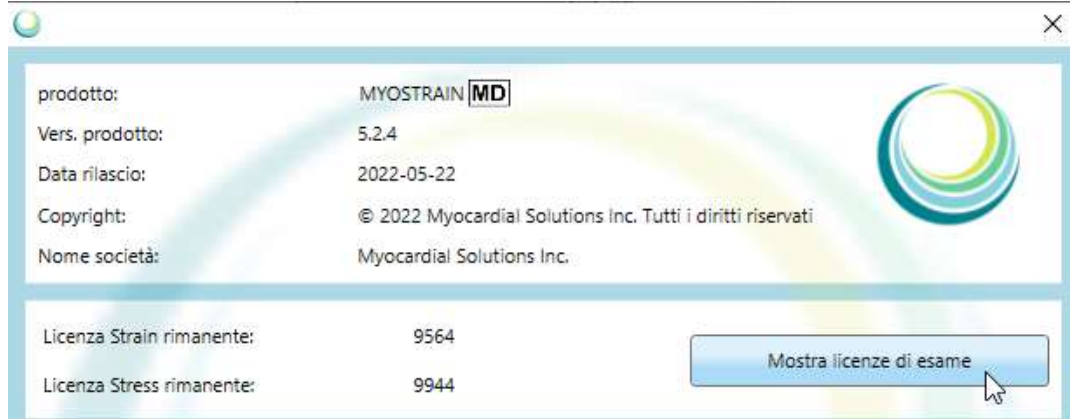 prodotto: MYOSTRAIN MD
Vers. prodotto: 5.2.4
Data rilascio: 2022-05-22
Copyright: © 2022 Myocardial Solutions Inc. Tutti i diritti riservati
Nome società: Myocardial Solutions Inc.
Licenza Strain rimanente: 9564
Mostra licenze di esame
Licenza Stress rimanente: 9944